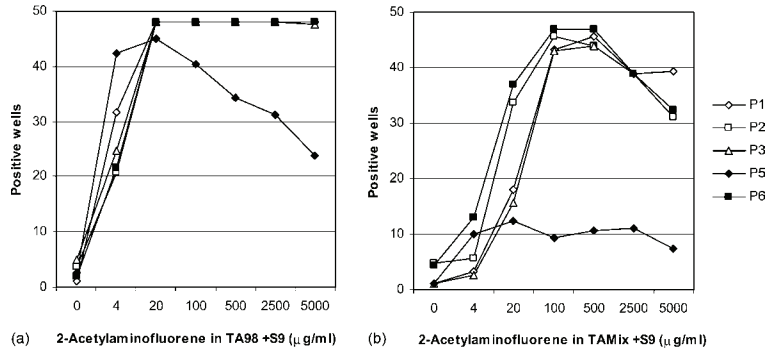 50
40
30
20
10
0
Positive wells
0 4 20 100 500 2500 5000
(a) 2-Acetylaminofluorene in TA98 +S9 (μg/ml)
50
40
30
20
10
0
Positive wells
0 4 20 100 500 2500 5000
(b) 2-Acetylaminofluorene in TAMix +S9 (μg/ml)
P1
P2
P3
P5
P6